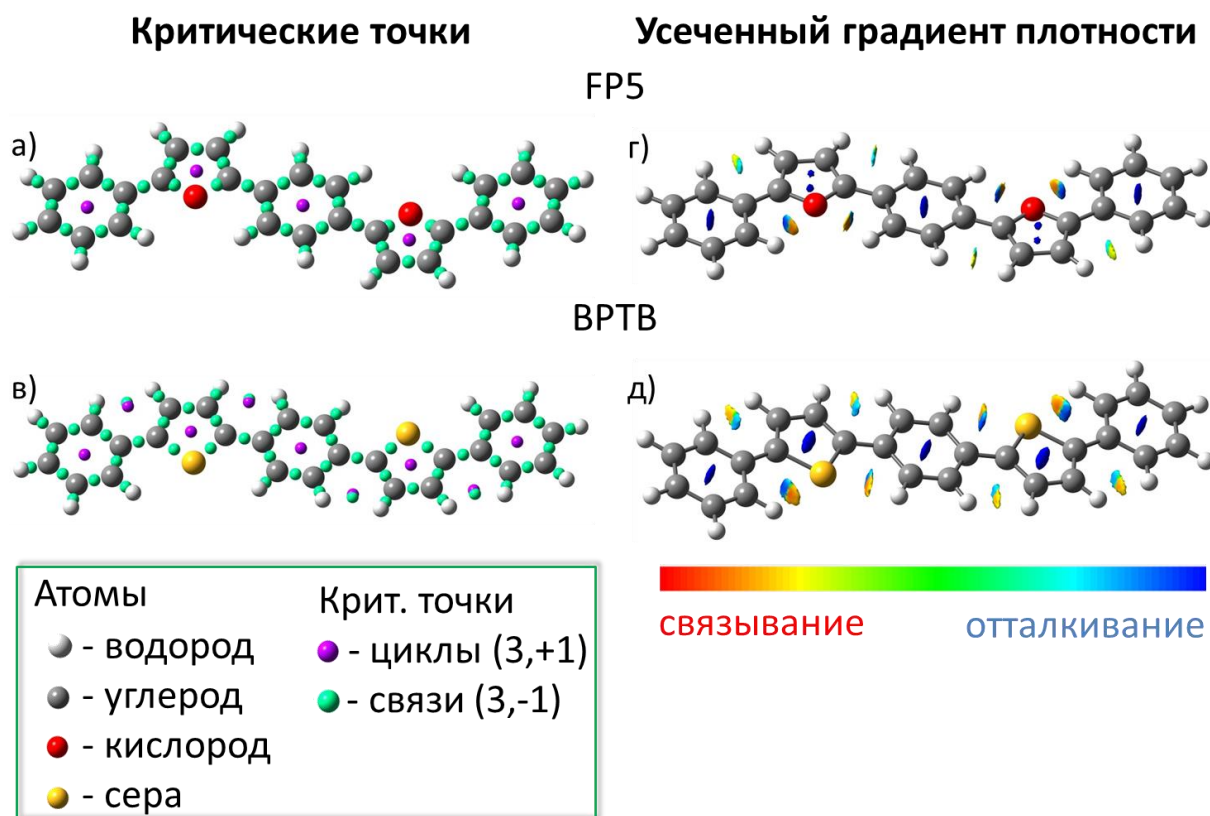 Критические точки
Усеченный градиент плотности
FP5
а)
г)
BPTB
в)
д)
Атомы
- водород
- углерод
- кислород
- сера
Крит. точки
- циклы (3,+1)
- связи (3,-1)
связывание
отталкивание